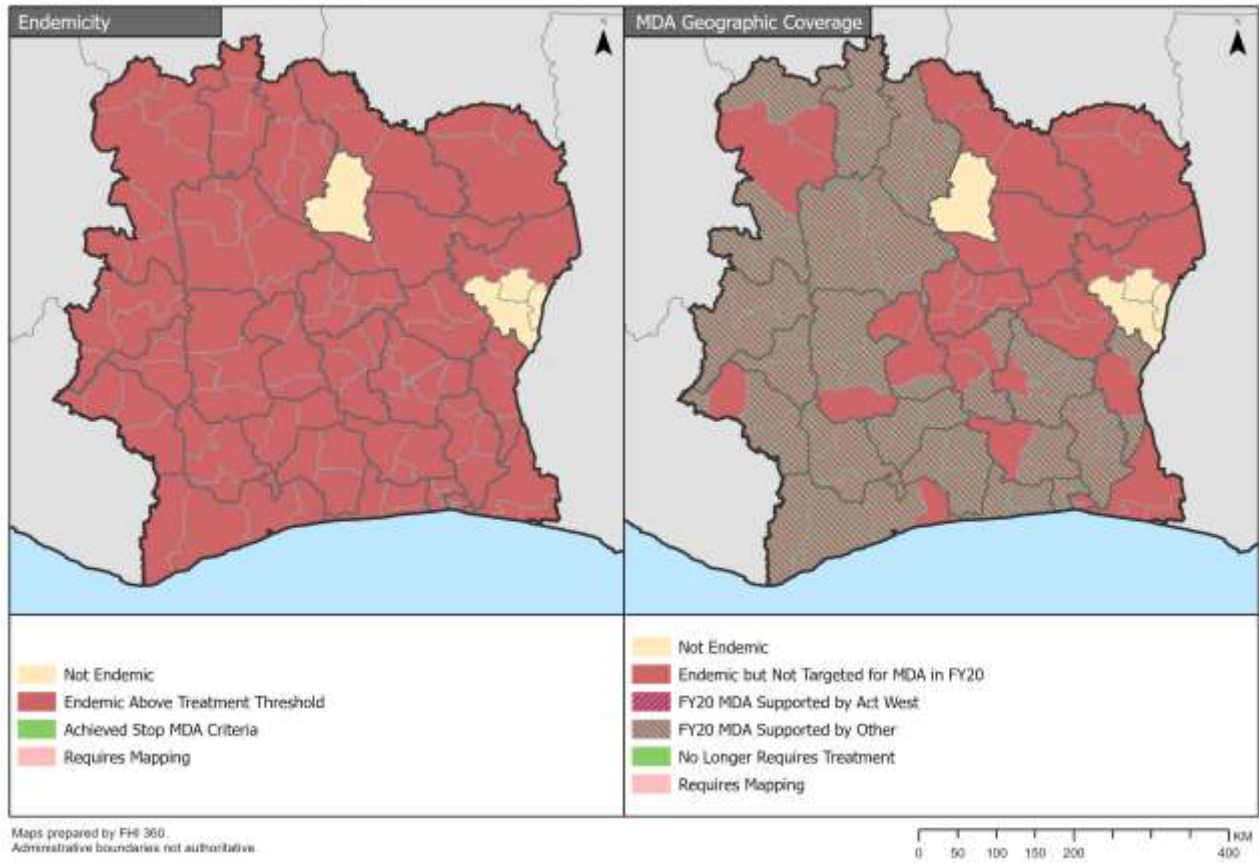 Endemicity
MDA Geographic Coverage
Not Endemic
Endemic Above Treatment Threshold
Achieved Stop MDA Criteria
Requires Mapping
Not Endemic
Endemic but Not Targeted for MDA in FY20
FY20 MDA Supported by Act West
FY20 MDA Supported by Other
No Longer Requires Treatment
Requires Mapping
Maps prepared by FHI 360.
Administrative boundaries not authoritative.
KM
0 50 100 150 200 400